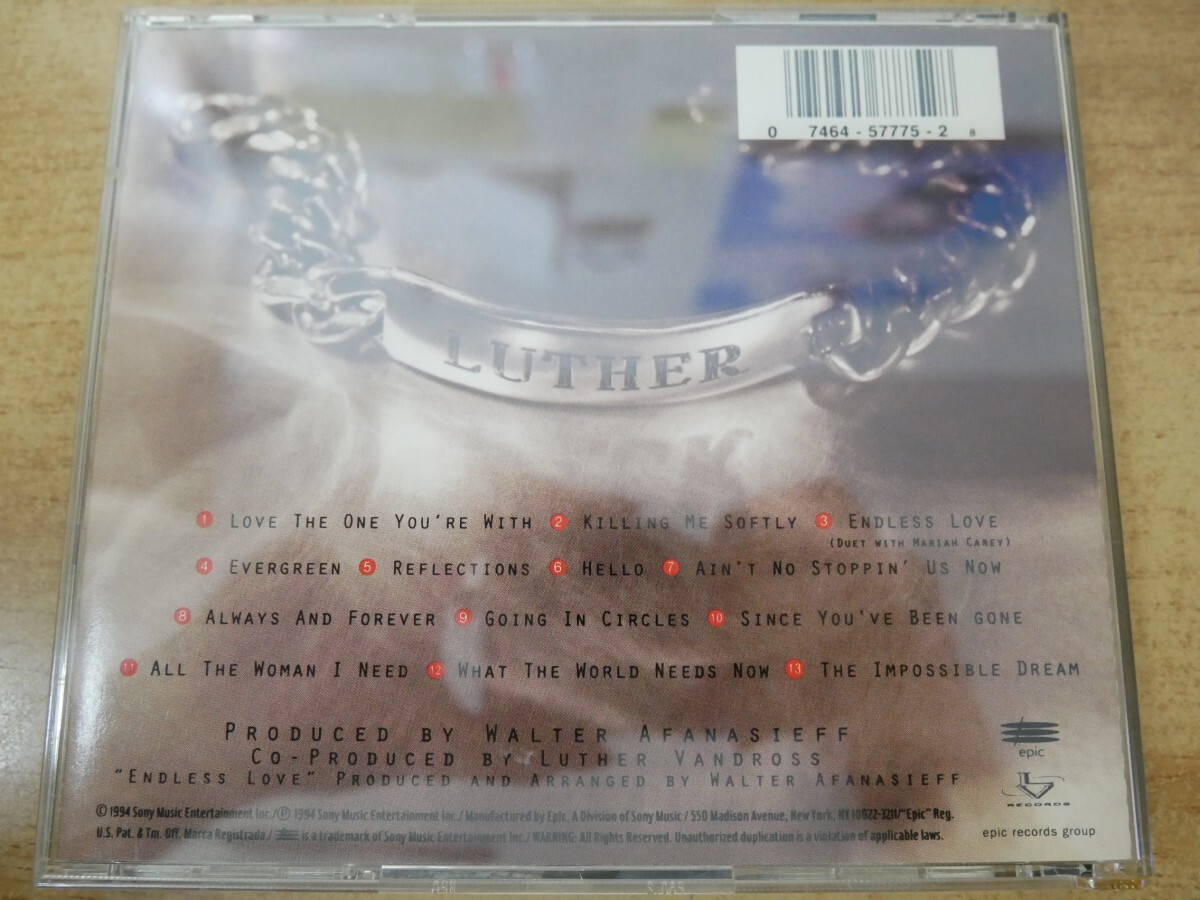 0 7464 - 57775 - 2 8
LUTHER
1 LOVE THE ONE YOU'RE WITH 2 KILLING ME SOFTLY 3 ENDLESS LOVE
(DUET WITH MARIAH CAREY)
4 EVERGREEN 5 REFLECTIONS 6 HELLO 7 AIN'T NO STOPPIN' US NOW
8 ALWAYS AND FOREVER 9 GOING IN CIRCLES 10 SINCE YOU'VE BEEN GONE
11 ALL THE WOMAN I NEED 12 WHAT THE WORLD NEEDS NOW 13 THE IMPOSSIBLE DREAM
PRODUCED BY WALTER AFANASIEFF
CO-PRODUCED BY LUTHER VANDROSS
"ENDLESS LOVE" PRODUCED AND ARRANGED BY WALTER AFANASIEFF
epic
LV
RECORDS
© 1994 Sony Music Entertainment Inc./℗ 1994 Sony Music Entertainment Inc./ Manufactured by Epic, A Division of Sony Music / 550 Madison Avenue, New York, NY 10022-3211/"Epic" Reg.
U.S. Pat. & Tm. Off. Marca Registrada./ is a trademark of Sony Music Entertainment Inc / WARNING: All Rights Reserved. Unauthorized duplication is a violation of applicable laws.
epic records group